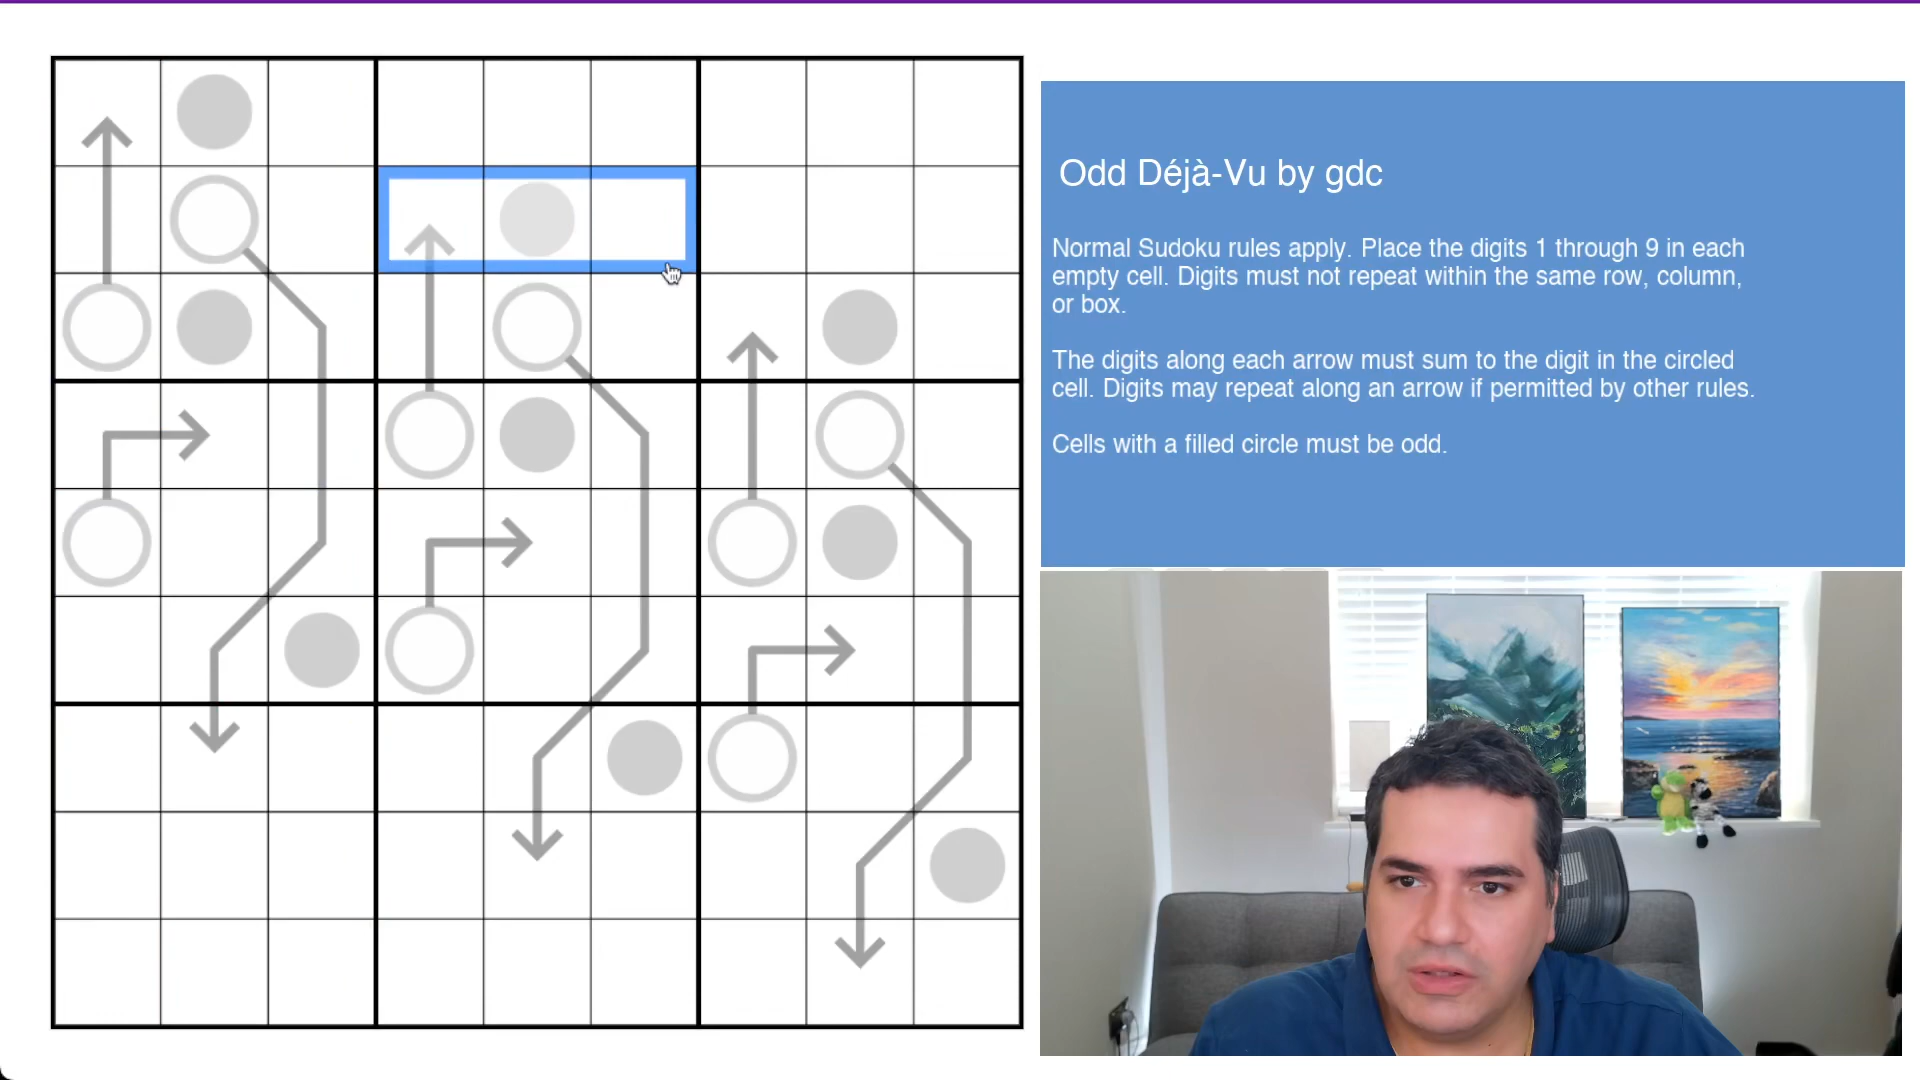 Odd Déjà-Vu by gdc
Normal Sudoku rules apply. Place the digits 1 through 9 in each
empty cell. Digits must not repeat within the same row, column,
or box.
The digits along each arrow must sum to the digit in the circled
cell. Digits may repeat along an arrow if permitted by other rules.
Cells with a filled circle must be odd.